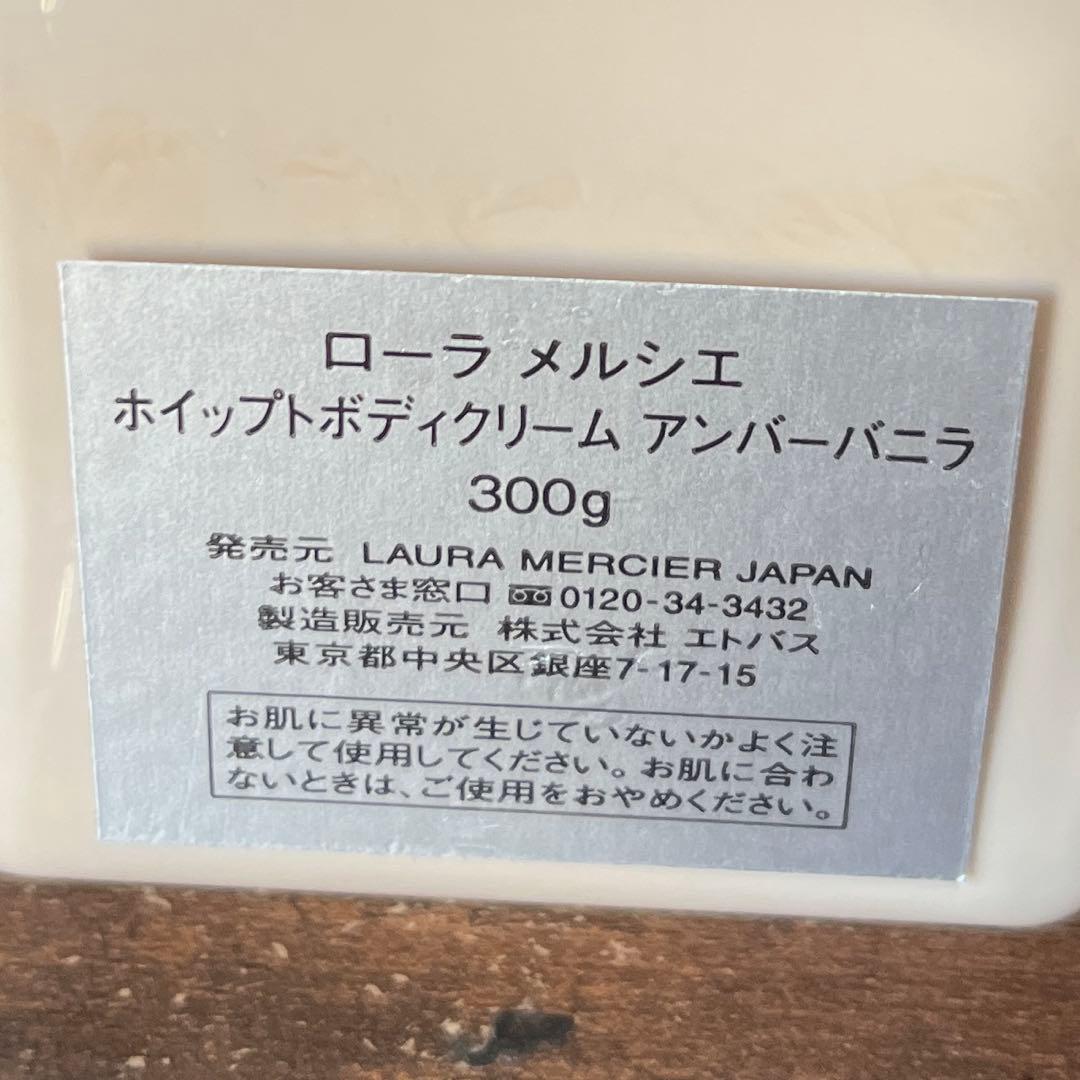 ローラ メルシエ
ホイップトボディクリーム アンバーバニラ
300g
発売元 LAURA MERCIER JAPAN
お客さま窓口 0120-34-3432
製造販売元 株式会社 エトバス
東京都中央区銀座7-17-15
お肌に異常が生じていないかよく注
意して使用してください。お肌に合わ
ないときは、ご使用をおやめください。